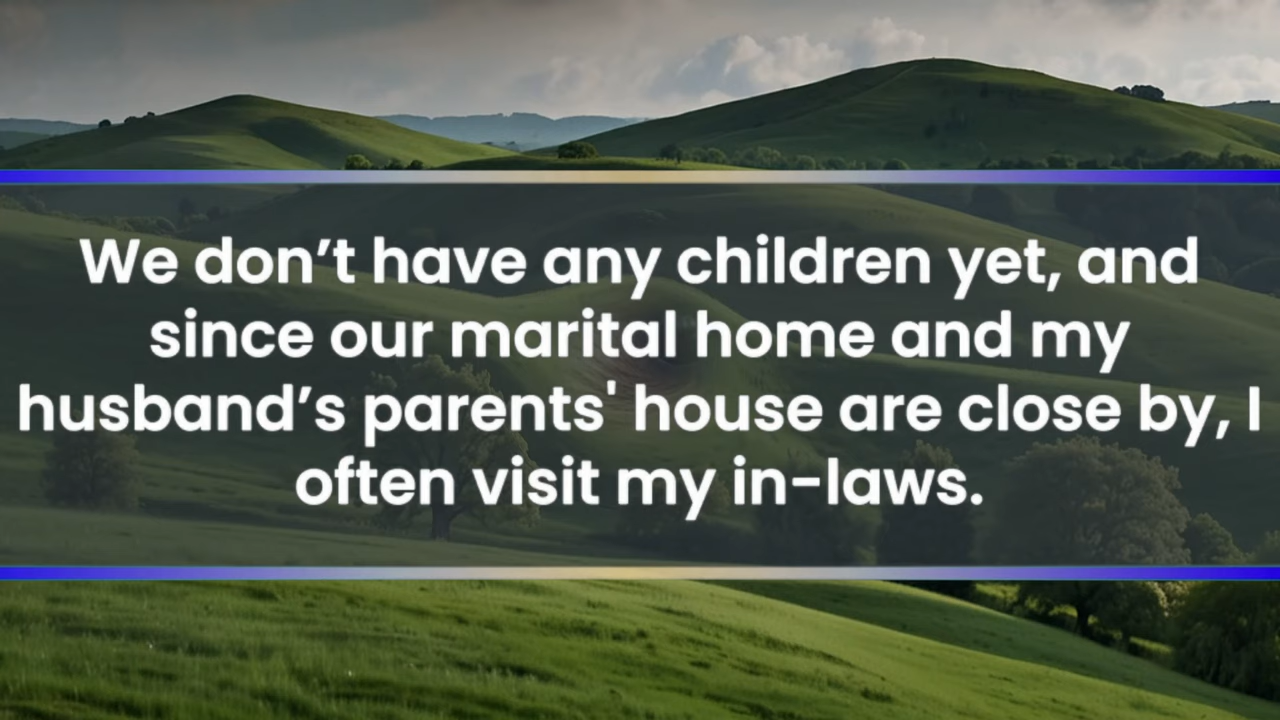 We don’t have any children yet, and
since our marital home and my
husband’s parents' house are close by, I
often visit my in-laws.